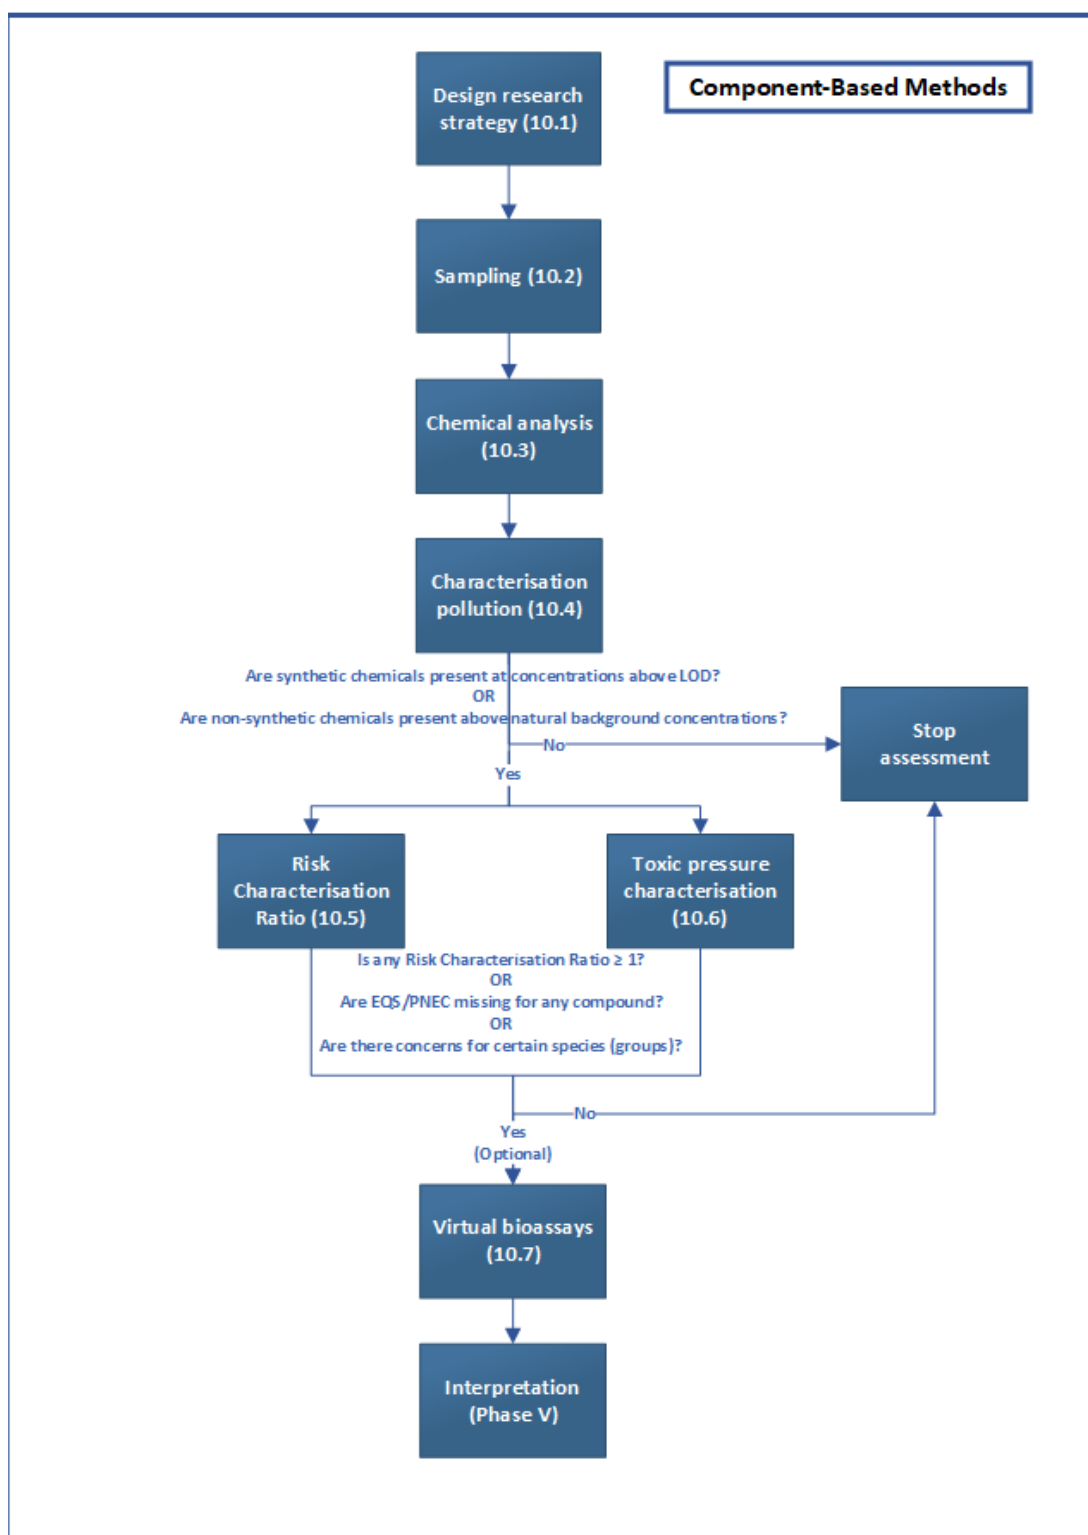 Component-Based Methods
Design research
strategy (10.1)
Sampling (10.2)
Chemical analysis
(10.3)
Characterisation
pollution (10.4)
Are synthetic chemicals present at concentrations above LOD?
OR
Are non-synthetic chemicals present above natural background concentrations?
No
Stop
assessment
Yes
Risk
Characterisation
Ratio (10.5)
Toxic pressure
characterisation
(10.6)
Is any Risk Characterisation Ratio ≥ 1?
OR
Are EQS/PNEC missing for any compound?
OR
Are there concerns for certain species (groups)?
No
Yes
(Optional)
Virtual bioassays
(10.7)
Interpretation
(Phase V)